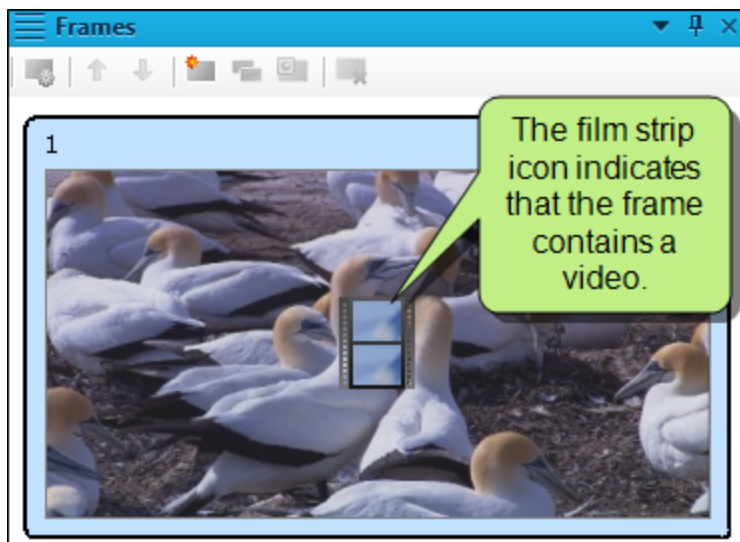 Frames
1
The film strip
icon indicates
that the frame
contains a
video.